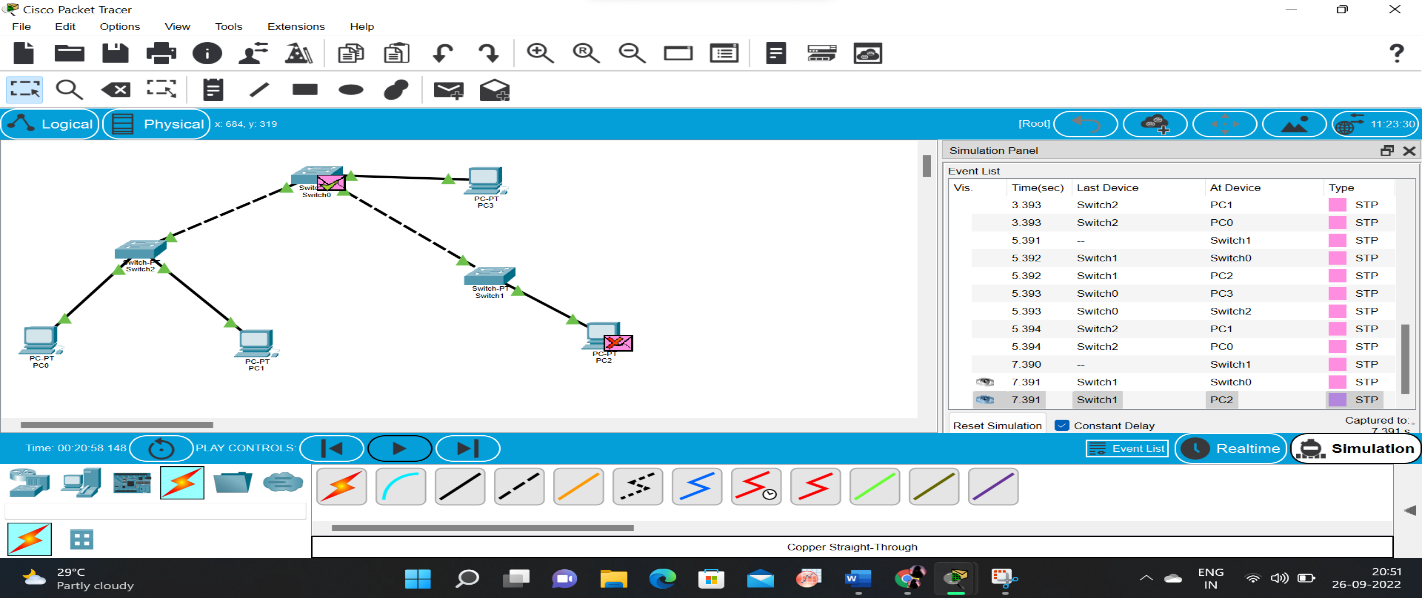 Cisco Packet Tracer
File Edit Options View Tools Extensions Help
?
Logical Physical x: 684, y: 319 [Root] 11:23:30
Switch0
PC-PT
PC3
Switch-PT
Switch2
Switch-PT
Switch1
PC-PT
PC0
PC-PT
PC1
PC-PT
PC2
Simulation Panel
Event List
Vis. Time(sec) Last Device At Device Type
3.393 Switch2 PC1 STP
3.393 Switch2 PC0 STP
5.391 -- Switch1 STP
5.392 Switch1 Switch0 STP
5.392 Switch1 PC2 STP
5.393 Switch0 PC3 STP
5.393 Switch0 Switch2 STP
5.394 Switch2 PC1 STP
5.394 Switch2 PC0 STP
7.390 -- Switch1 STP
7.391 Switch1 Switch0 STP
7.391 Switch1 PC2 STP
Reset Simulation Constant Delay Captured to:
7.391 s
Time: 00:20:58.148 PLAY CONTROLS: Event List Realtime Simulation
Copper Straight-Through
29°C
Partly cloudy
ENG
IN
20:51
26-09-2022